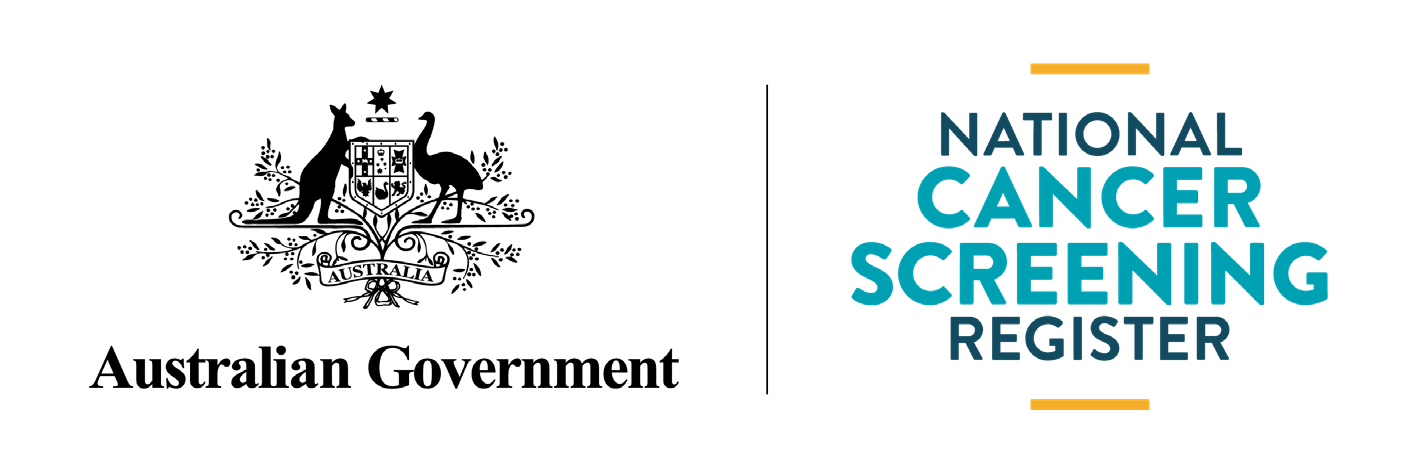 AUSTRALIA
Australian Government
NATIONAL
CANCER
SCREENING
REGISTER